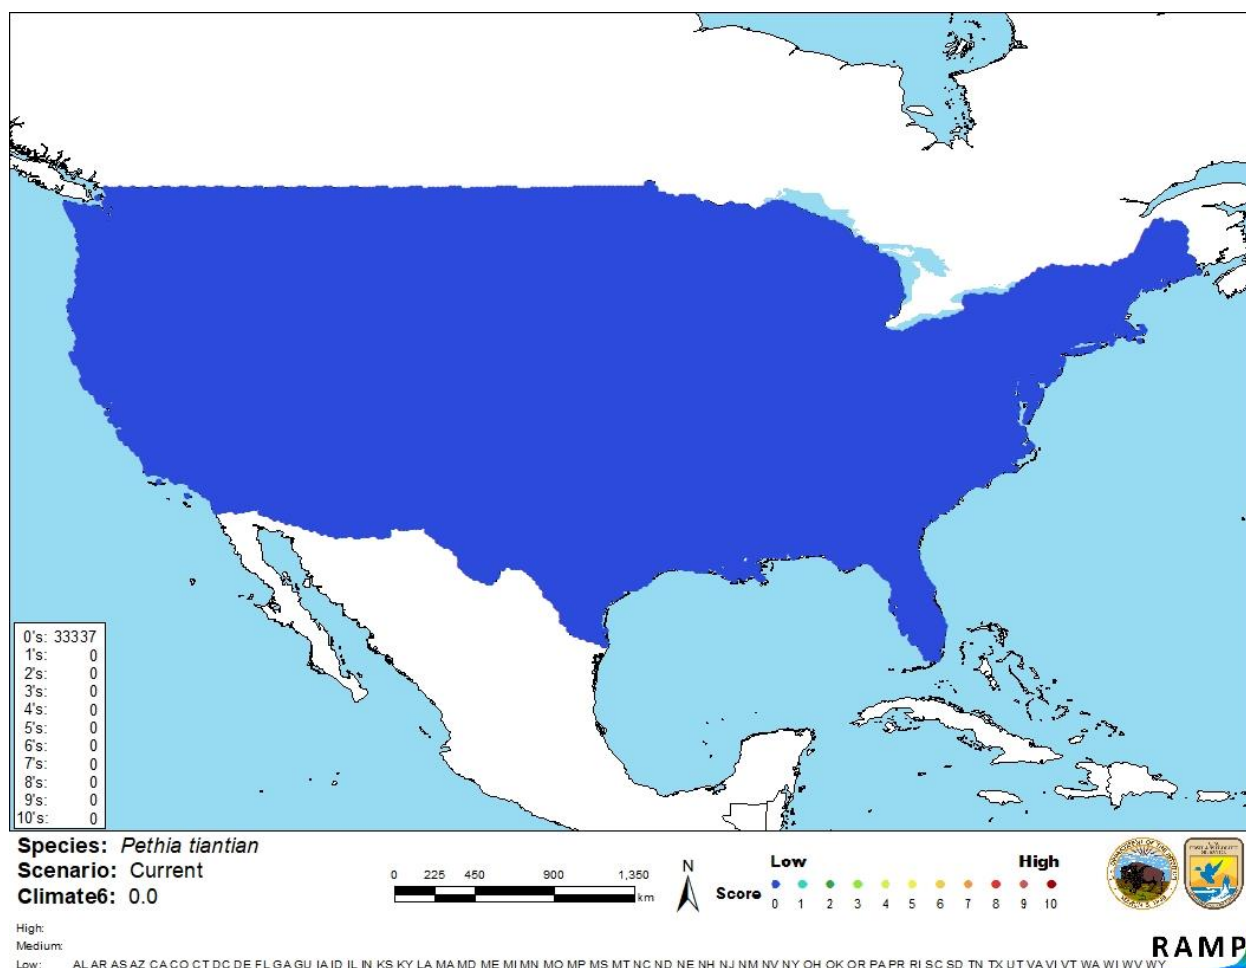 0's: 33337
1's: 0
2's: 0
3's: 0
4's: 0
5's: 0
6's: 0
7's: 0
8's: 0
9's: 0
10's: 0
Species: Pethia tiantian
Scenario: Current
Climate6: 0.0
0 225 450 900 1,350
km
N
Low High
Score 0 1 2 3 4 5 6 7 8 9 10
High:
Medium:
Low: AL AR AS AZ CA CO CT DC DE FL GA GU IA ID IL IN KS KY LA MA MD ME MI MN MO MP MS MT NC ND NE NH NJ NM NV NY OH OK OR PA PR RI SC SD TN TX UT VA VI VT WA WI WV WY
RAMP